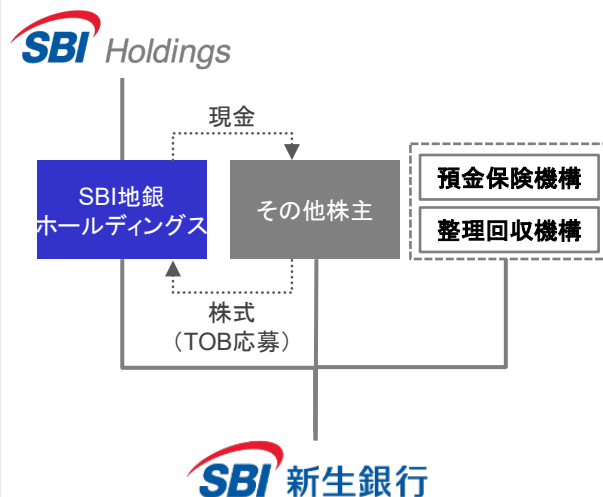 SBI Holdings
現金
SBI地銀
ホールディングス
その他株主
預金保険機構
整理回収機構
株式
（TOB応募）
SBI 新生銀行